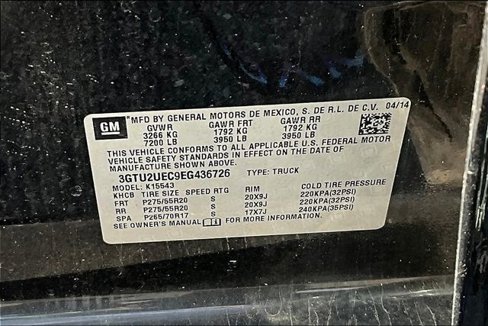 GM
MFD BY GENERAL MOTORS DE MEXICO, S. DE R.L. DE C.V. 04/14
GVWR GAWR FRT GAWR RR
3266 KG 1792 KG 1792 KG
7200 LB 3950 LB 3950 LB
THIS VEHICLE CONFORMS TO ALL APPLICABLE U.S. FEDERAL MOTOR
VEHICLE SAFETY, BUMPER, AND THEFT PREVENTION STANDARDS IN
EFFECT ON THE DATE OF MANUFACTURE SHOWN ABOVE.
3GTU2UEC9EG436726 TYPE: TRUCK
MODEL: K15543
KHCB TIRE SIZE SPEED RTG RIM COLD TIRE PRESSURE
FRT P275/55R20 S 20X9J 220KPA(32PSI)
RR P275/55R20 S 20X9J 220KPA(32PSI)
SPA P265/70R17 S 17X7J 240KPA(35PSI)
SEE OWNER'S MANUAL FOR MORE INFORMATION.